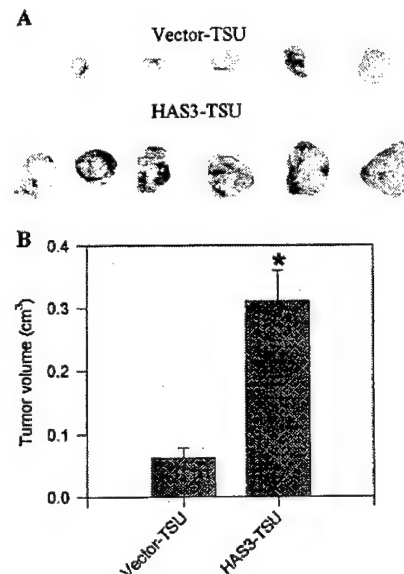 A
Vector-TSU
HAS3-TSU
B
Tumor volume (cm³)
0.4
0.3
0.2
0.1
0.0
*
Vector-TSU
HAS3-TSU